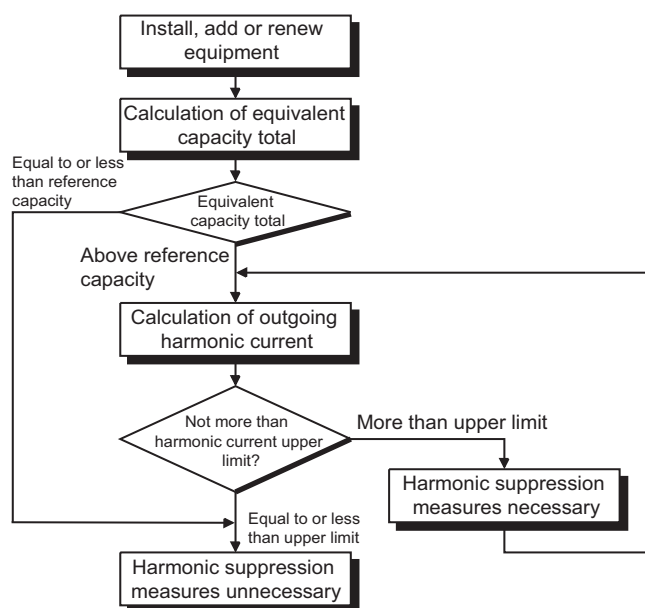 Install, add or renew
equipment
Calculation of equivalent
capacity total
Equal to or less
than reference
capacity
Equivalent
capacity total
Above reference
capacity
Calculation of outgoing
harmonic current
Not more than
harmonic current upper
limit?
More than upper limit
Harmonic suppression
measures necessary
Equal to or less
than upper limit
Harmonic suppression
measures unnecessary